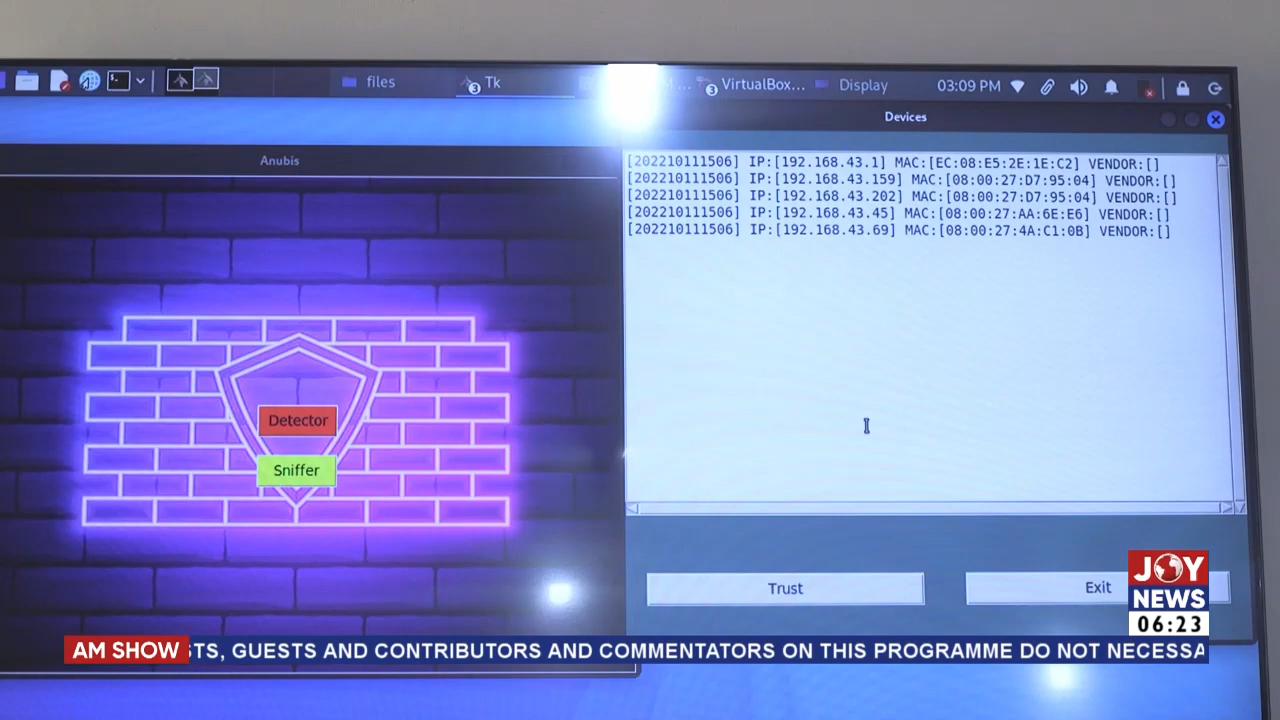 files
Tk
3
VirtualBox...
3
Display
03:09 PM
Devices
Anubis
[202210111506] IP:[192.168.43.1] MAC:[EC:08:E5:2E:1E:C2] VENDOR:[]
[202210111506] IP:[192.168.43.159] MAC:[08:00:27:D7:95:04] VENDOR:[]
[202210111506] IP:[192.168.43.202] MAC:[08:00:27:D7:95:04] VENDOR:[]
[202210111506] IP:[192.168.43.45] MAC:[08:00:27:AA:6E:E6] VENDOR:[]
[202210111506] IP:[192.168.43.69] MAC:[08:00:27:4A:C1:0B] VENDOR:[]
Detector
Sniffer
Trust
Exit
JOY
NEWS
06:23
AM SHOW
STS, GUESTS AND CONTRIBUTORS AND COMMENTATORS ON THIS PROGRAMME DO NOT NECESSA